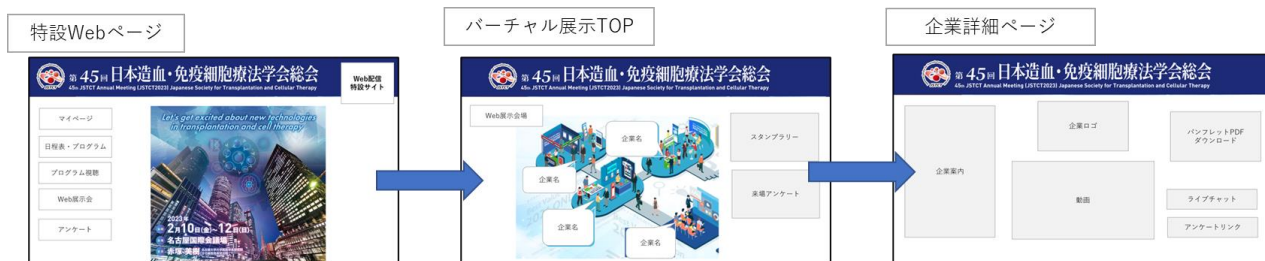 特設Webページ
第45回 日本造血・免疫細胞療法学会総会
45th JSTCT Annual Meeting [JSTCT2023] Japanese Society for Transplantation and Cellular Therapy
Web配信
特設サイト
マイページ
日程表・プログラム
プログラム視聴
Web展示会
アンケート
Let's get excited about new technologies
in transplantation and cell therapy
2023年
2月10日(金)~12日(日)
名古屋国際会議場
赤塚 美樹
バーチャル展示TOP
第45回 日本造血・免疫細胞療法学会総会
45th JSTCT Annual Meeting [JSTCT2023] Japanese Society for Transplantation and Cellular Therapy
Web展示会場
企業名
企業名
企業名
企業名
スタンプラリー
来場アンケート
企業詳細ページ
第45回 日本造血・免疫細胞療法学会総会
45th JSTCT Annual Meeting [JSTCT2023] Japanese Society for Transplantation and Cellular Therapy
企業案内
企業ロゴ
動画
パンフレットPDF
ダウンロード
ライブチャット
アンケートリンク